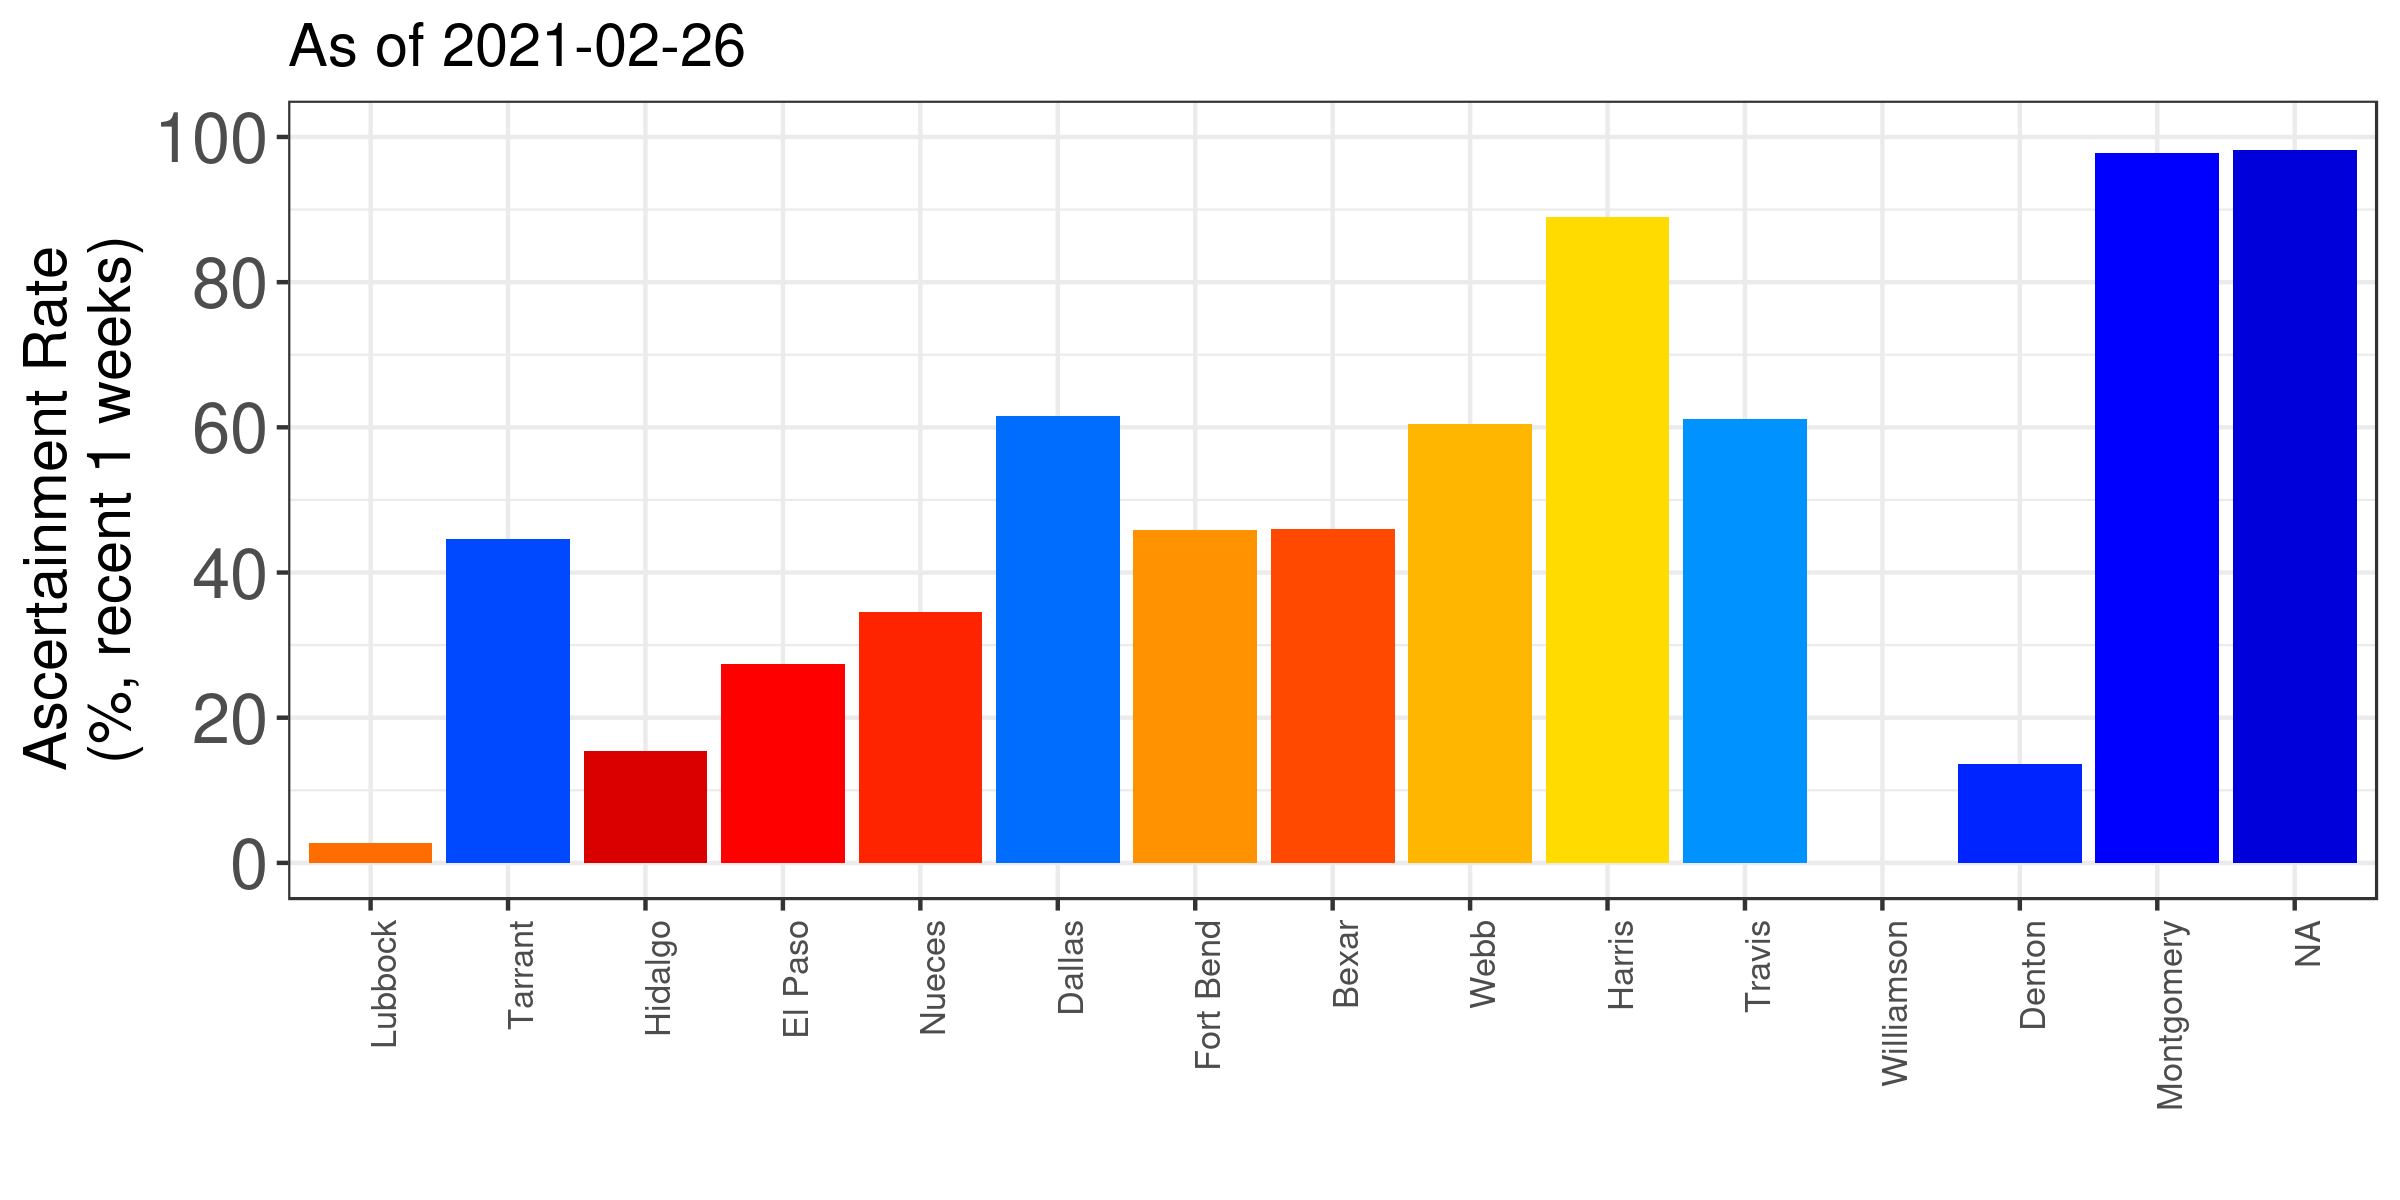 As of 2021-02-26
Ascertainment Rate
(%, recent 1 weeks)
100
80
60
40
20
0
Lubbock
Tarrant
Hidalgo
El Paso
Nueces
Dallas
Fort Bend
Bexar
Webb
Harris
Travis
Williamson
Denton
Montgomery
NA